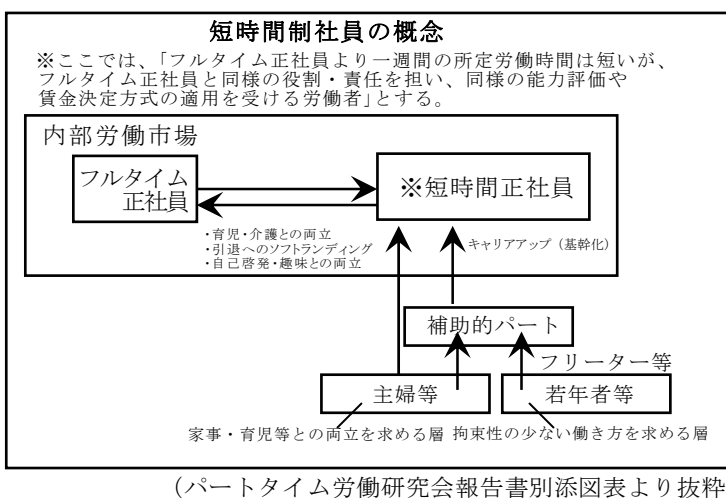 短時間制社員の概念
※ここでは、「フルタイム正社員より一週間の所定労働時間は短いが、
フルタイム正社員と同様の役割・責任を担い、同様の能力評価や
賃金決定方式の適用を受ける労働者」とする。
内部労働市場
フルタイム
正社員
※短時間正社員
・育児・介護との両立
・引退へのソフトランディング
・自己啓発・趣味との両立
キャリアアップ（基幹化）
補助的パート
フリーター等
主婦等
若年者等
家事・育児等との両立を求める層
拘束性の少ない働き方を求める層
（パートタイム労働研究会報告書別添図表より抜粋